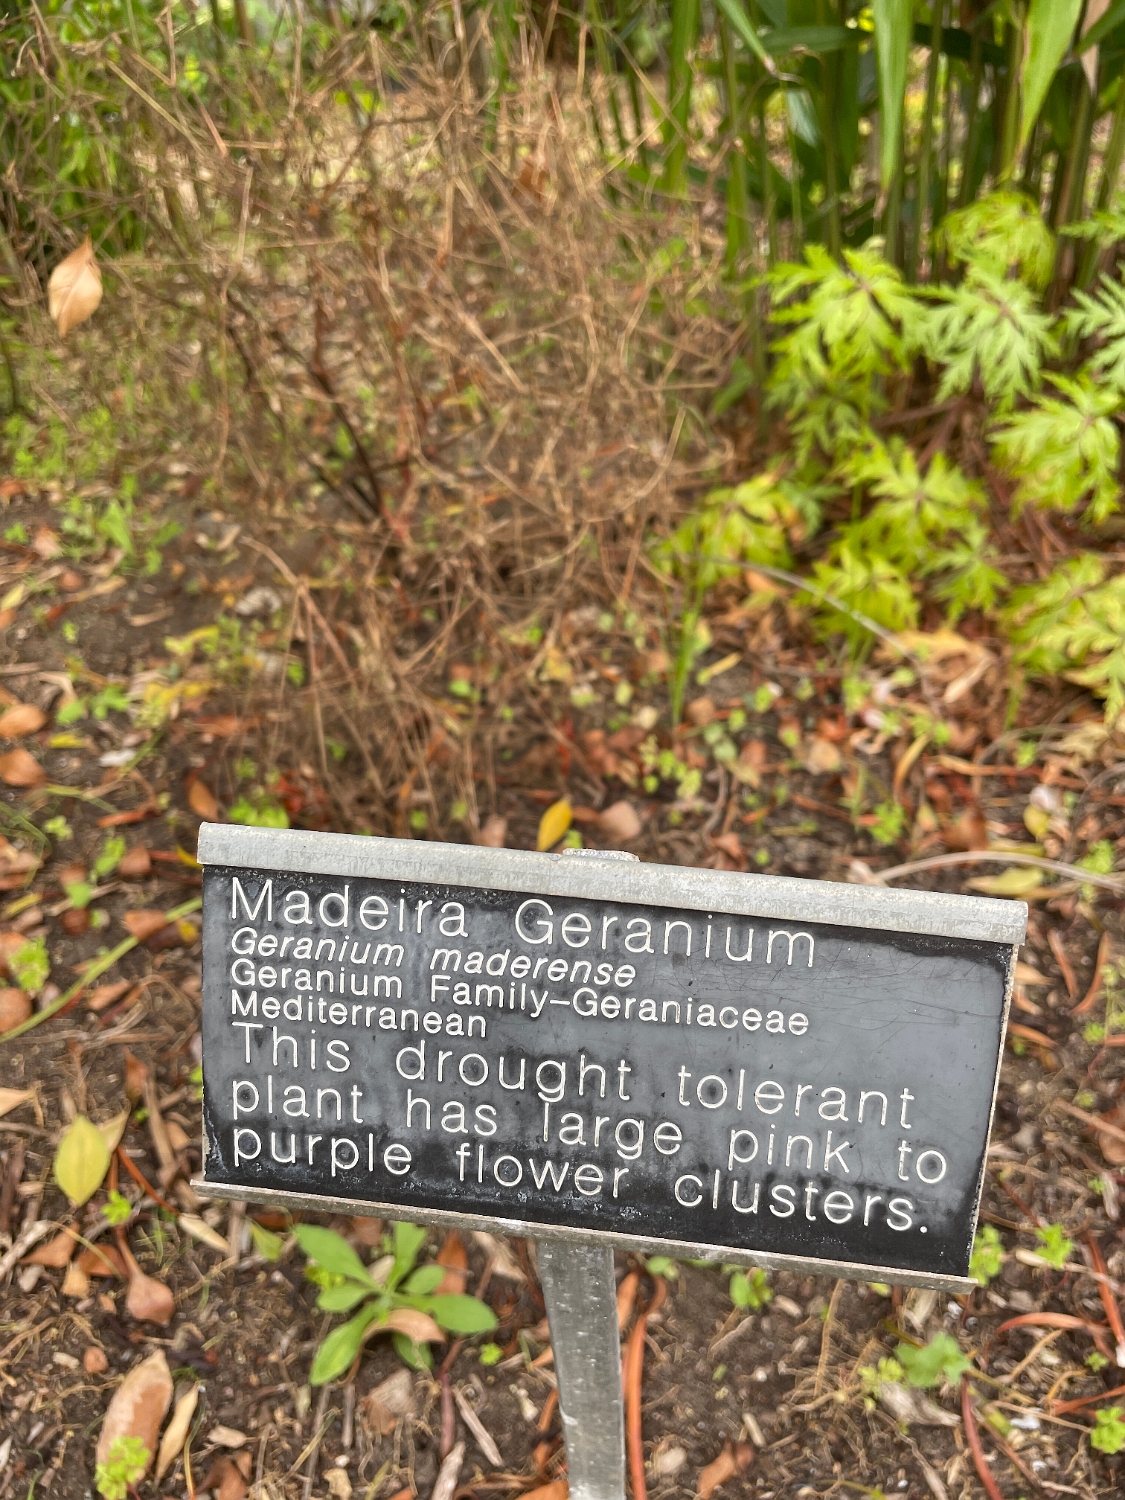 Madeira Geranium
Geranium maderense
Geranium Family-Geraniaceae
Mediterranean
This drought tolerant
plant has large pink to
purple flower clusters.